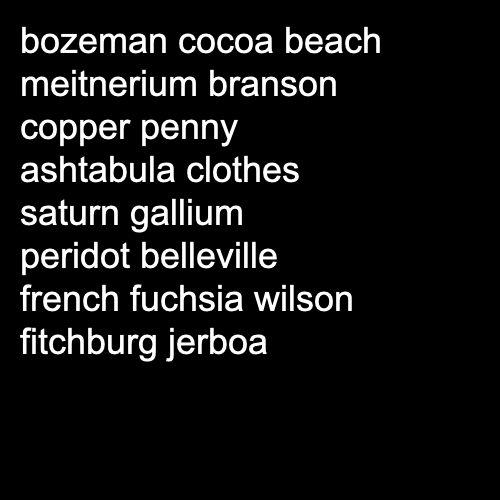 bozeman cocoa beach
meitnerium branson
copper penny
ashtabula clothes
saturn gallium
peridot belleville
french fuchsia wilson
fitchburg jerboa